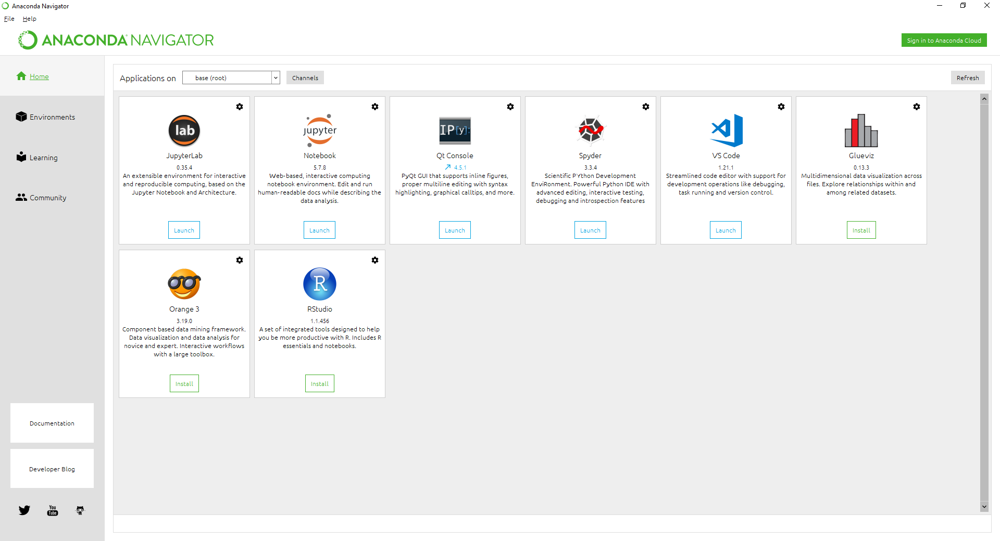 Anaconda Navigator
File Help
ANACONDA NAVIGATOR
Sign in to Anaconda Cloud
Home
Environments
Learning
Community
Documentation
Developer Blog
You
Tube
Applications on base (root) Channels Refresh
lab
JupyterLab
0.35.4
An extensible environment for interactive
and reproducible computing, based on the
Jupyter Notebook and Architecture.
Launch
jupyter
Notebook
5.7.8
Web-based, interactive computing
notebook environment. Edit and run
human-readable docs while describing the
data analysis.
Launch
IP[y]:
Qt Console
4.5.1
PyQt GUI that supports inline figures,
proper multiline editing with syntax
highlighting, graphical calltips, and more.
Launch
Spyder
3.3.4
Scientific PYthon Development
EnviRonment. Powerful Python IDE with
advanced editing, interactive testing,
debugging and introspection features
Launch
VS Code
1.21.1
Streamlined code editor with support for
development operations like debugging,
task running and version control.
Launch
Glueviz
0.13.3
Multidimensional data visualization across
files. Explore relationships within and
among related datasets.
Install
Orange 3
3.19.0
Component based data mining framework.
Data visualization and data analysis for
novice and expert. Interactive workflows
with a large toolbox.
Install
R
RStudio
1.1.456
A set of integrated tools designed to help
you be more productive with R. Includes R
essentials and notebooks.
Install